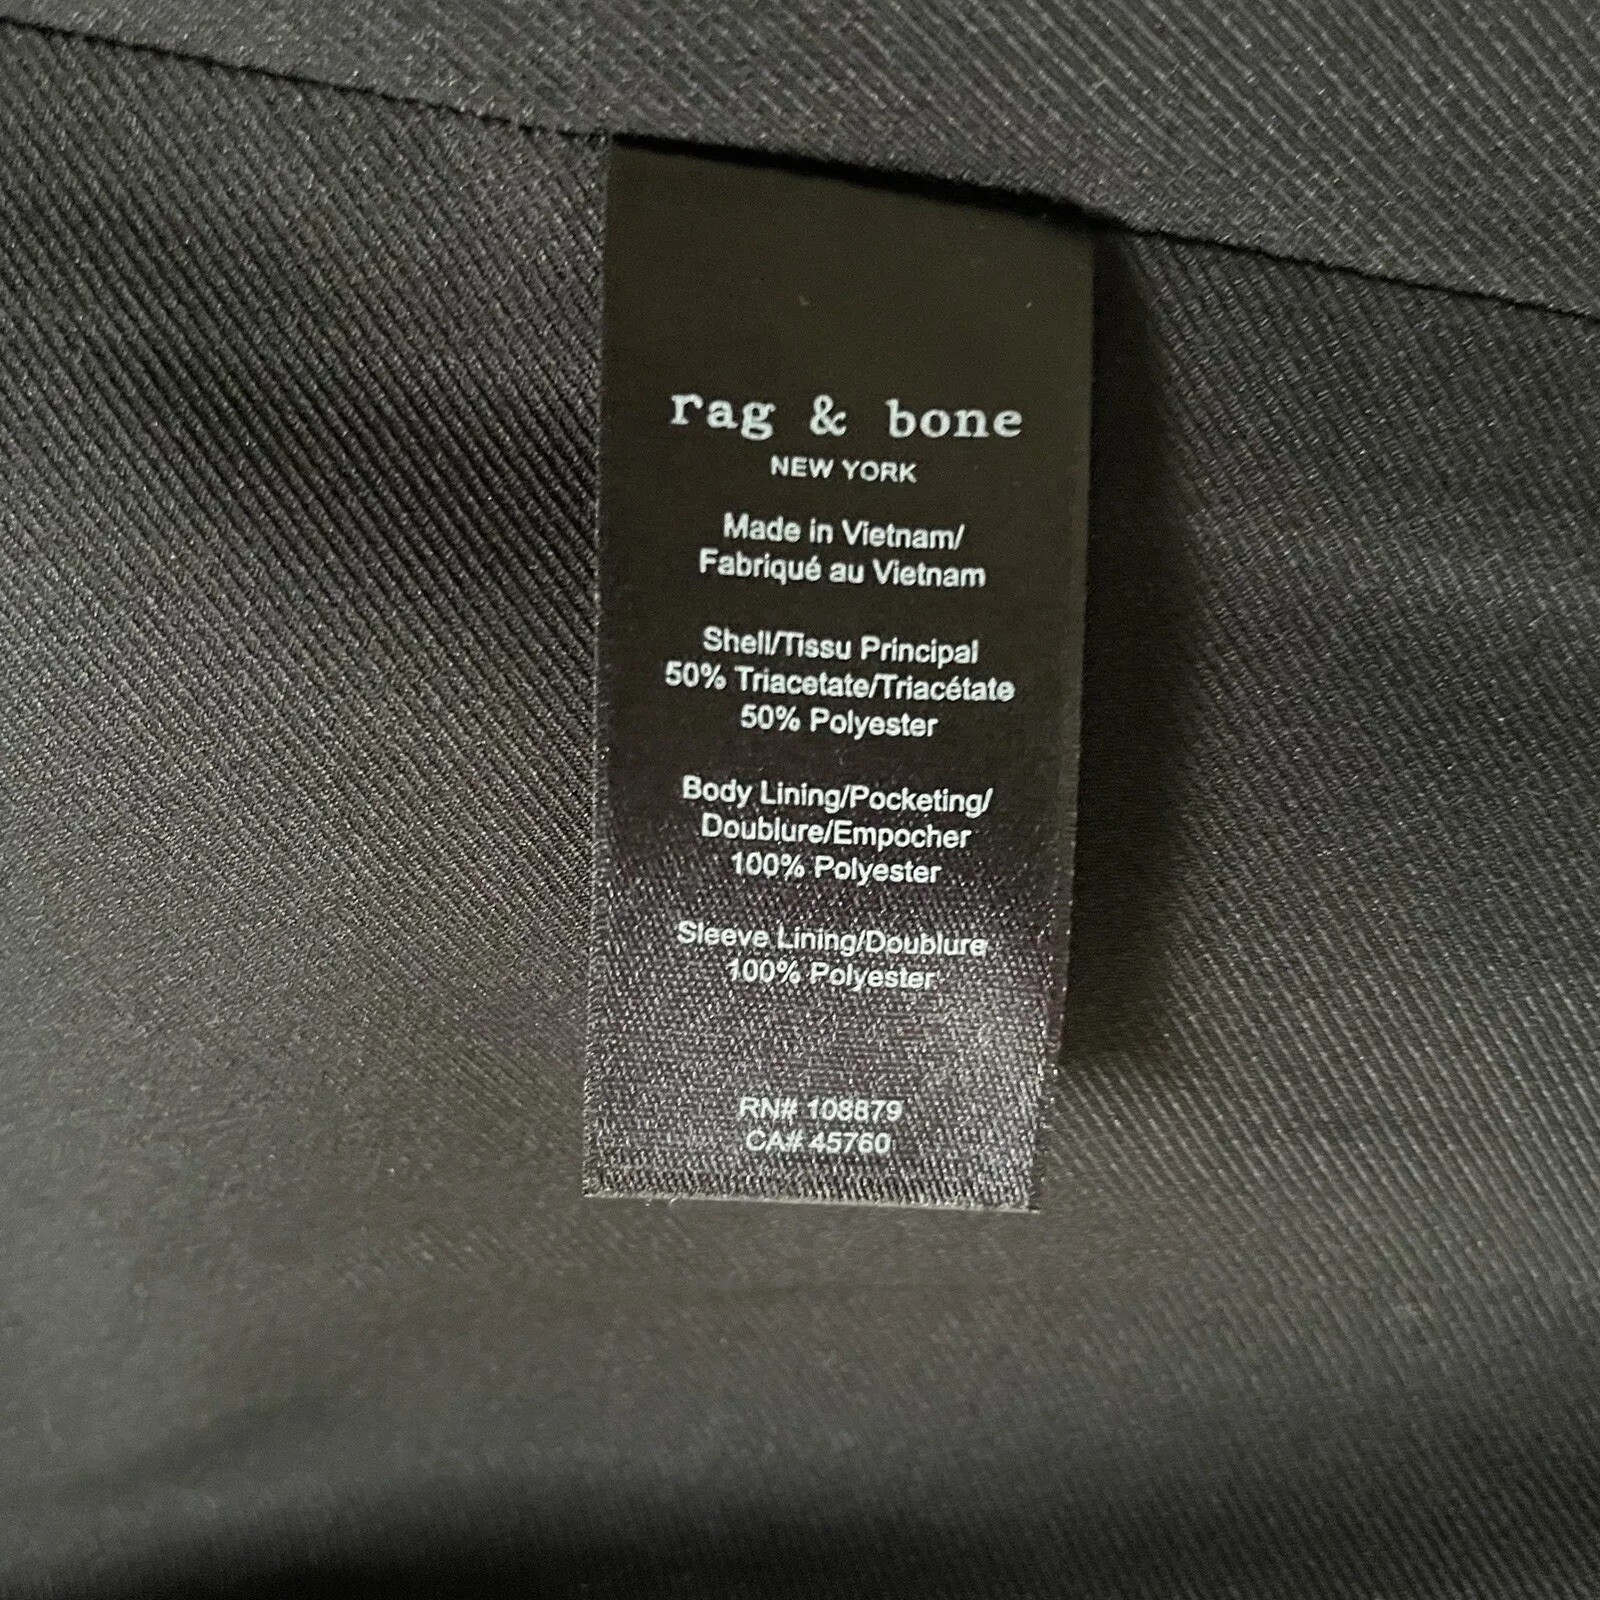 rag & bone
NEW YORK
Made in Vietnam/
Fabriqué au Vietnam
Shell/Tissu Principal
50% Triacetate/Triacétate
50% Polyester
Body Lining/Pocketing/
Doublure/Empocher
100% Polyester
Sleeve Lining/Doublure
100% Polyester
RN# 108879
CA# 45760